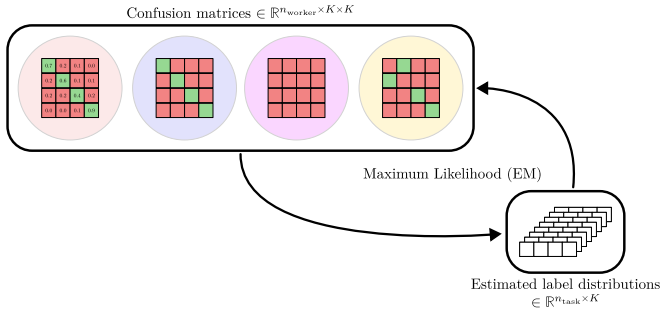 Confusion matrices ∈ ℝ^{n_worker×K×K}
0.7 0.2 0.1 0.0
0.2 0.6 0.1 0.1
0.2 0.2 0.4 0.2
0.0 0.0 0.1 0.9
Maximum Likelihood (EM)
Estimated label distributions
∈ ℝ^{n_task×K}